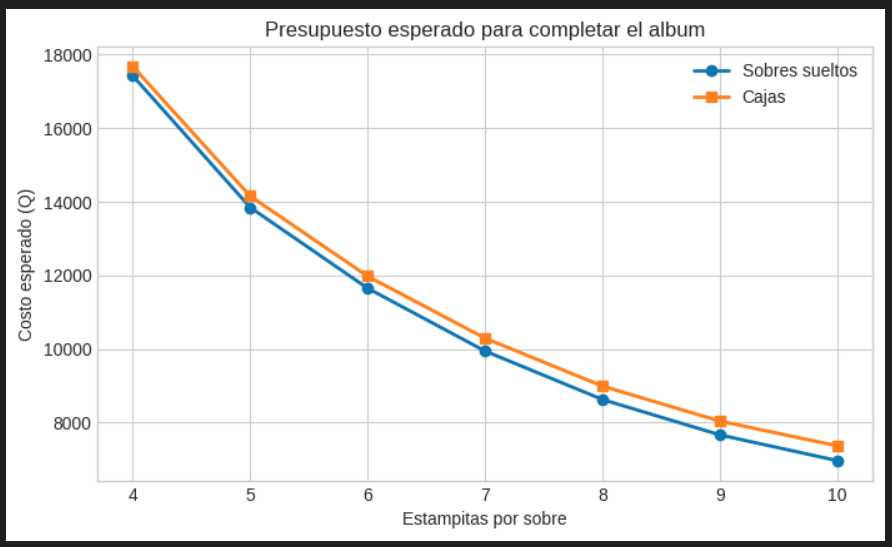 Presupuesto esperado para completar el album
Sobres sueltos
Cajas
Costo esperado (Q)
18000
16000
14000
12000
10000
8000
4 5 6 7 8 9 10
Estampitas por sobre